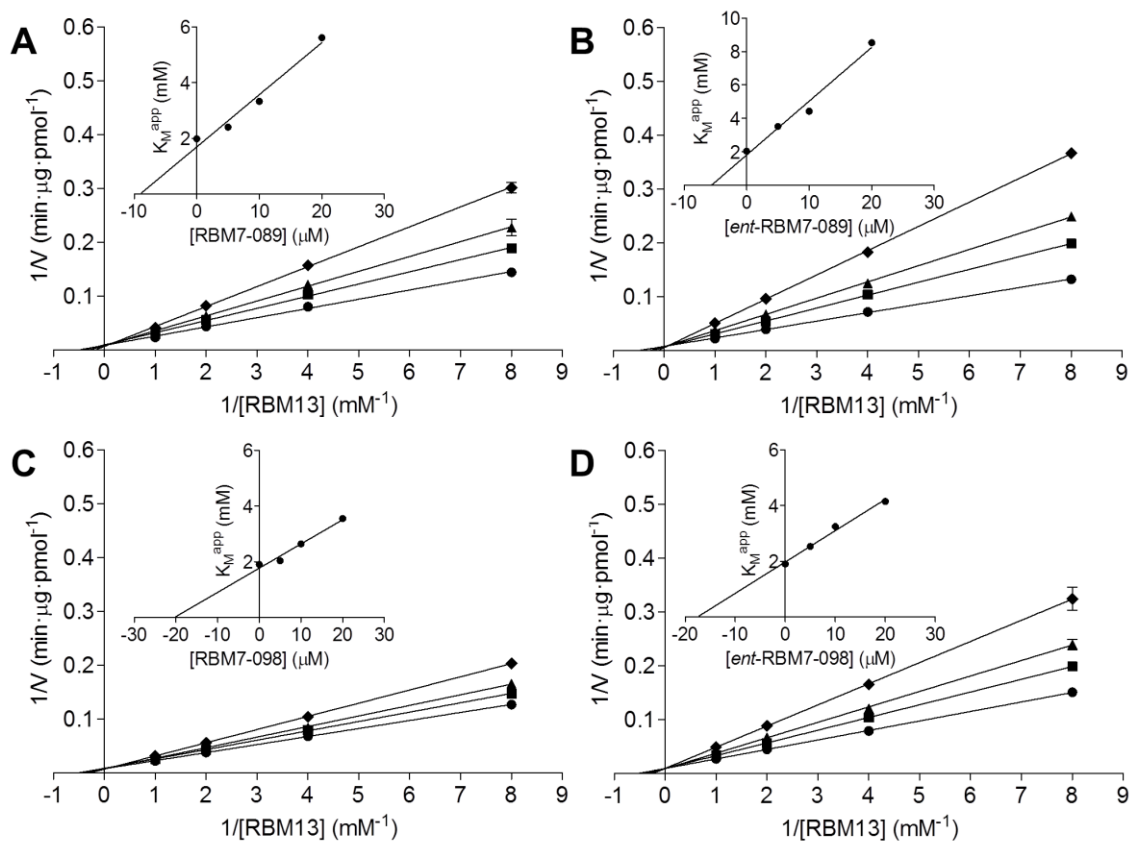 A
0.6
0.5
0.4
0.3
0.2
0.1
1/V (min·μg·pmol⁻¹)
-1 0 1 2 3 4 5 6 7 8 9
1/[RBM13] (mM⁻¹)
K_M^app (mM)
6
4
2
-10 0 10 20 30
[RBM7-089] (μM)
B
0.6
0.5
0.4
0.3
0.2
0.1
1/V (min·μg·pmol⁻¹)
-1 0 1 2 3 4 5 6 7 8 9
1/[RBM13] (mM⁻¹)
K_M^app (mM)
10
8
6
4
2
-10 0 10 20 30
[ent-RBM7-089] (μM)
C
0.6
0.5
0.4
0.3
0.2
0.1
1/V (min·μg·pmol⁻¹)
-1 0 1 2 3 4 5 6 7 8 9
1/[RBM13] (mM⁻¹)
K_M^app (mM)
6
4
2
-30 -20 -10 0 10 20 30
[RBM7-098] (μM)
D
0.6
0.5
0.4
0.3
0.2
0.1
1/V (min·μg·pmol⁻¹)
-1 0 1 2 3 4 5 6 7 8 9
1/[RBM13] (mM⁻¹)
K_M^app (mM)
6
4
2
-20 -10 0 10 20 30
[ent-RBM7-098] (μM)